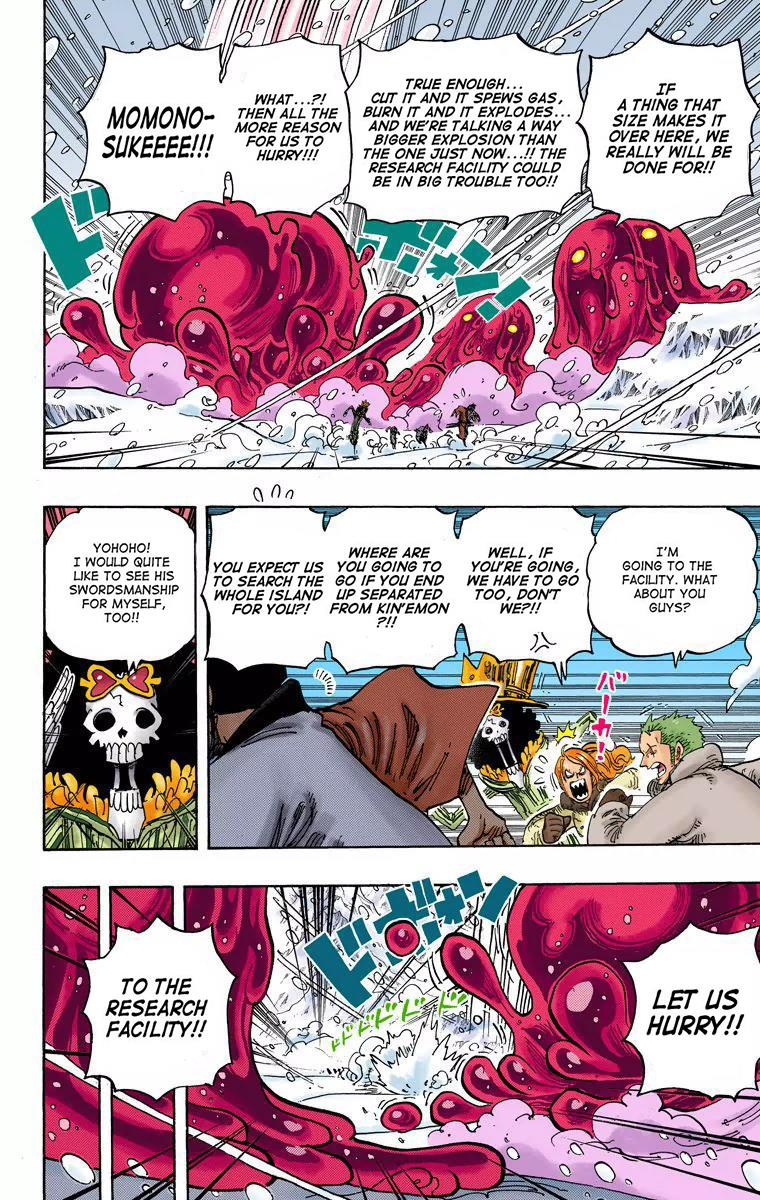 IF
A THING THAT
SIZE MAKES IT
OVER HERE, WE
REALLY WILL BE
DONE FOR!!
TRUE ENOUGH...
CUT IT AND IT SPEWS GAS,
BURN IT AND IT EXPLODES...
AND WE'RE TALKING A WAY
BIGGER EXPLOSION THAN
THE ONE JUST NOW...!! THE
RESEARCH FACILITY COULD
BE IN BIG TROUBLE TOO!!
WHAT...?!
THEN ALL THE
MORE REASON
FOR US TO
HURRY!!!
MOMONO-
SUKEEEE!!!
ドヴォン
I'M
GOING TO THE
FACILITY. WHAT
ABOUT YOU
GUYS?
WELL, IF
YOU'RE GOING,
WE HAVE TO GO
TOO, DON'T
WE?!!
WHERE ARE
YOU GOING TO
GO IF YOU END
UP SEPARATED
FROM KIN'EMON
?!!
YOU EXPECT US
TO SEARCH THE
WHOLE ISLAND
FOR YOU?!
バーカ!
YOHOHO!
I WOULD QUITE
LIKE TO SEE HIS
SWORDSMANSHIP
FOR MYSELF,
TOO!!
LET US
HURRY!!
ドヴォン
ドドドドド
TO THE
RESEARCH
FACILITY!!